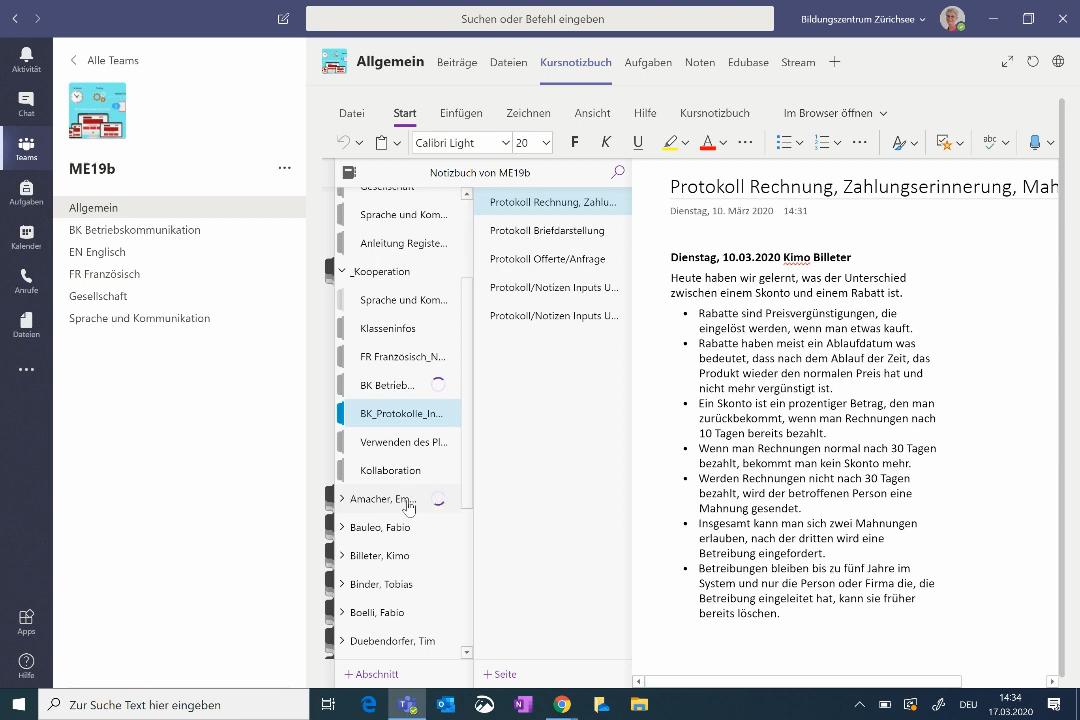 Suchen oder Befehl eingeben
Bildungszentrum Zürichsee
Aktivität
Chat
Teams
Aufgaben
Kalender
Anrufe
Dateien
Apps
Hilfe
Alle Teams
ME19b
Allgemein
BK Betriebskommunikation
EN Englisch
FR Französisch
Gesellschaft
Sprache und Kommunikation
Allgemein Beiträge Dateien Kursnotizbuch Aufgaben Noten Edubase Stream
Datei Start Einfügen Zeichnen Ansicht Hilfe Kursnotizbuch Im Browser öffnen
Calibri Light 20 F K U A abc
Notizbuch von ME19b
Gesellschaft
Sprache und Kom...
Anleitung Registe...
_Kooperation
Sprache und Kom...
Klasseninfos
FR Französisch_N...
BK Betrieb...
BK_Protokolle_In...
Verwenden des Pl...
Kollaboration
Amacher, Em...
Bauleo, Fabio
Billeter, Kimo
Binder, Tobias
Boelli, Fabio
Duebendorfer, Tim
+ Abschnitt
Protokoll Rechnung, Zahlu...
Protokoll Briefdarstellung
Protokoll Offerte/Anfrage
Protokoll/Notizen Inputs U...
Protokoll/Notizen Inputs U...
+ Seite
Protokoll Rechnung, Zahlungserinnerung, Mah
Dienstag, 10. März 2020 14:31
Dienstag, 10.03.2020 Kimo Billeter
Heute haben wir gelernt, was der Unterschied
zwischen einem Skonto und einem Rabatt ist.
• Rabatte sind Preisvergünstigungen, die
eingelöst werden, wenn man etwas kauft.
• Rabatte haben meist ein Ablaufdatum was
bedeutet, dass nach dem Ablauf der Zeit, das
Produkt wieder den normalen Preis hat und
nicht mehr vergünstigt ist.
• Ein Skonto ist ein prozentiger Betrag, den man
zurückbekommt, wenn man Rechnungen nach
10 Tagen bereits bezahlt.
• Wenn man Rechnungen normal nach 30 Tagen
bezahlt, bekommt man kein Skonto mehr.
• Werden Rechnungen nicht nach 30 Tagen
bezahlt, wird der betroffenen Person eine
Mahnung gesendet.
• Insgesamt kann man sich zwei Mahnungen
erlauben, nach der dritten wird eine
Betreibung eingefordert.
• Betreibungen bleiben bis zu fünf Jahre im
System und nur die Person oder Firma die, die
Betreibung eingeleitet hat, kann sie früher
bereits löschen.
Zur Suche Text hier eingeben
DEU
14:34
17.03.2020